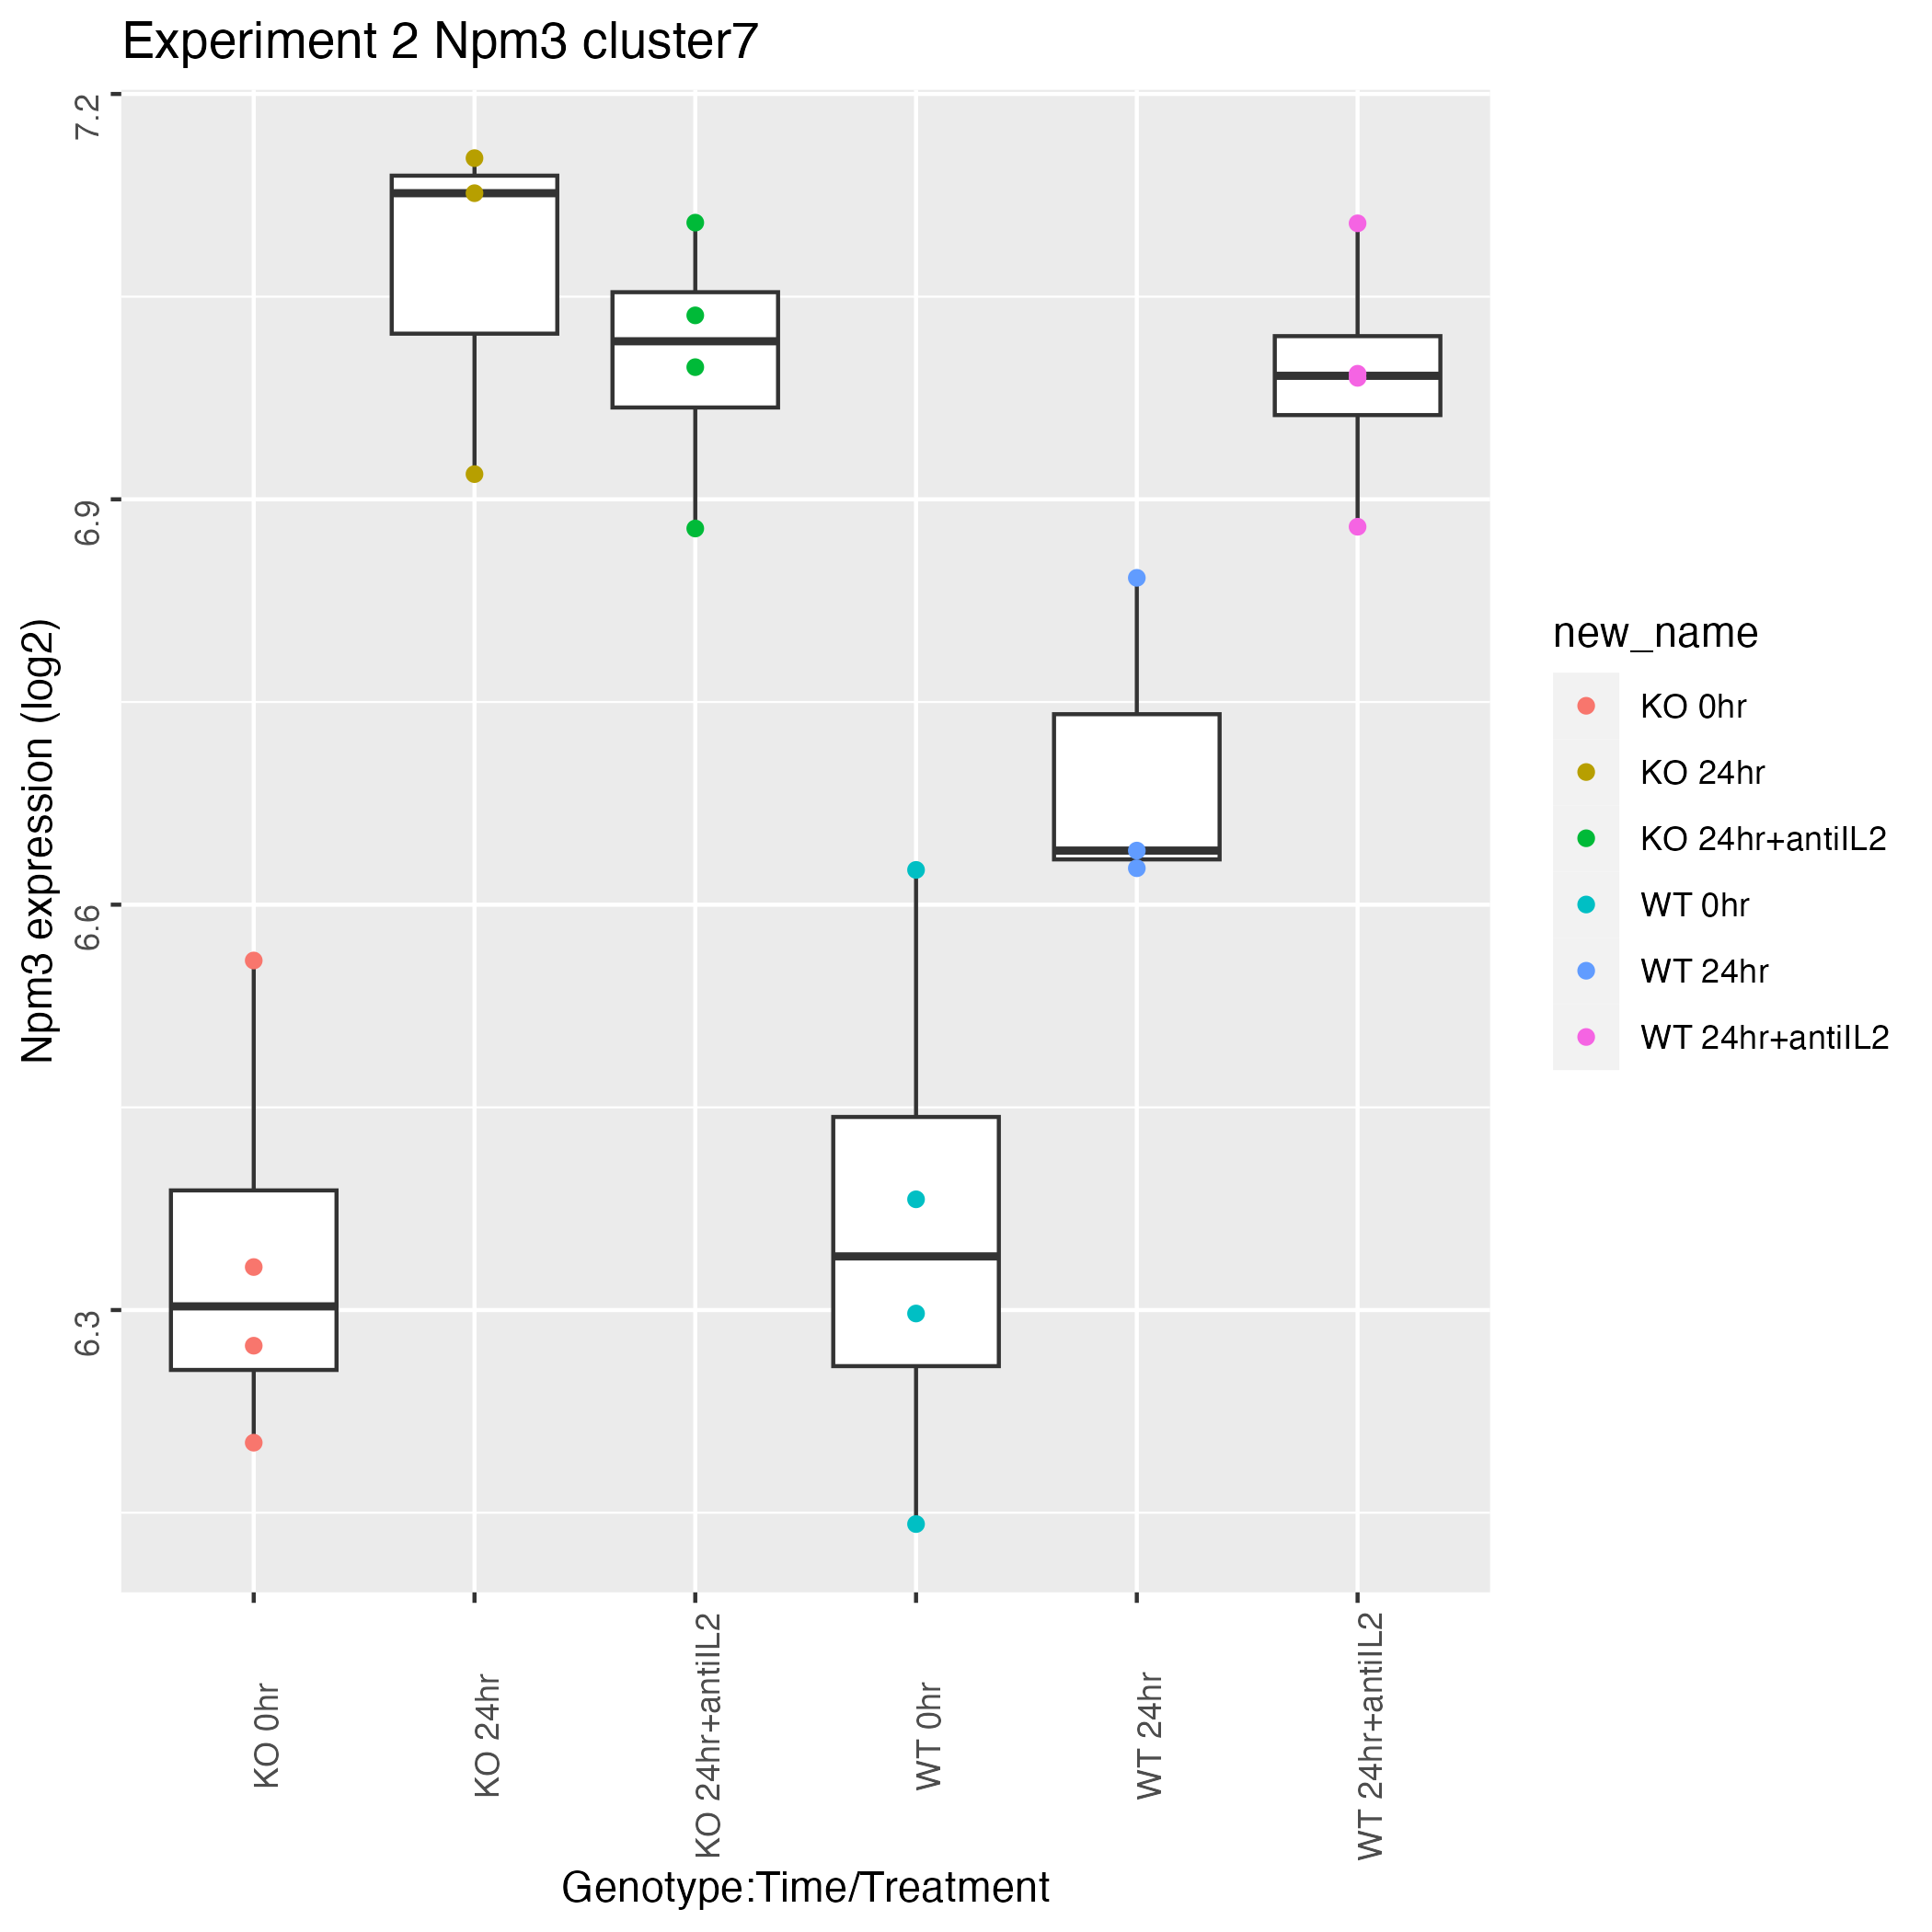 Experiment 2 Npm3 cluster7
7.2
6.9
6.6
6.3
Npm3 expression (log2)
KO 0hr
KO 24hr
KO 24hr+antiIL2
WT 0hr
WT 24hr
WT 24hr+antiIL2
Genotype:Time/Treatment
new_name
KO 0hr
KO 24hr
KO 24hr+antiIL2
WT 0hr
WT 24hr
WT 24hr+antiIL2